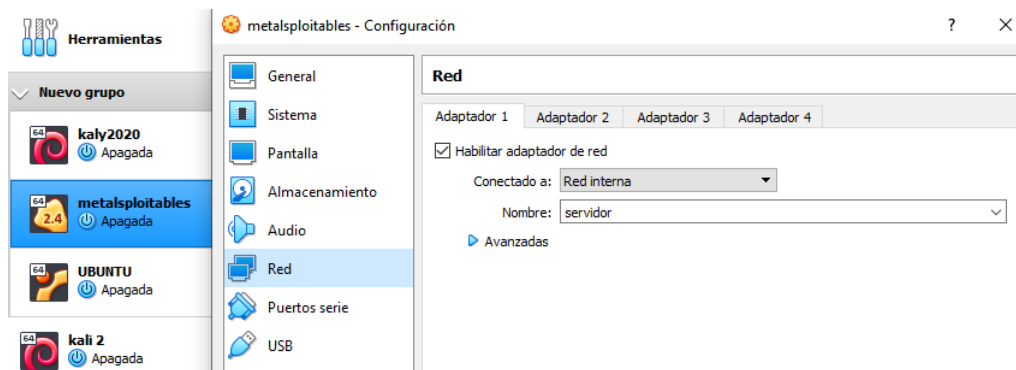 Herramientas
Nuevo grupo
64
kaly2020
Apagada
64
2.4
metalsploitables
Apagada
64
UBUNTU
Apagada
64
kali 2
Apagada
metalsploitables - Configuración
?
General
Sistema
Pantalla
Almacenamiento
Audio
Red
Puertos serie
USB
Red
Adaptador 1 Adaptador 2 Adaptador 3 Adaptador 4
Habilitar adaptador de red
Conectado a: Red interna
Nombre: servidor
Avanzadas